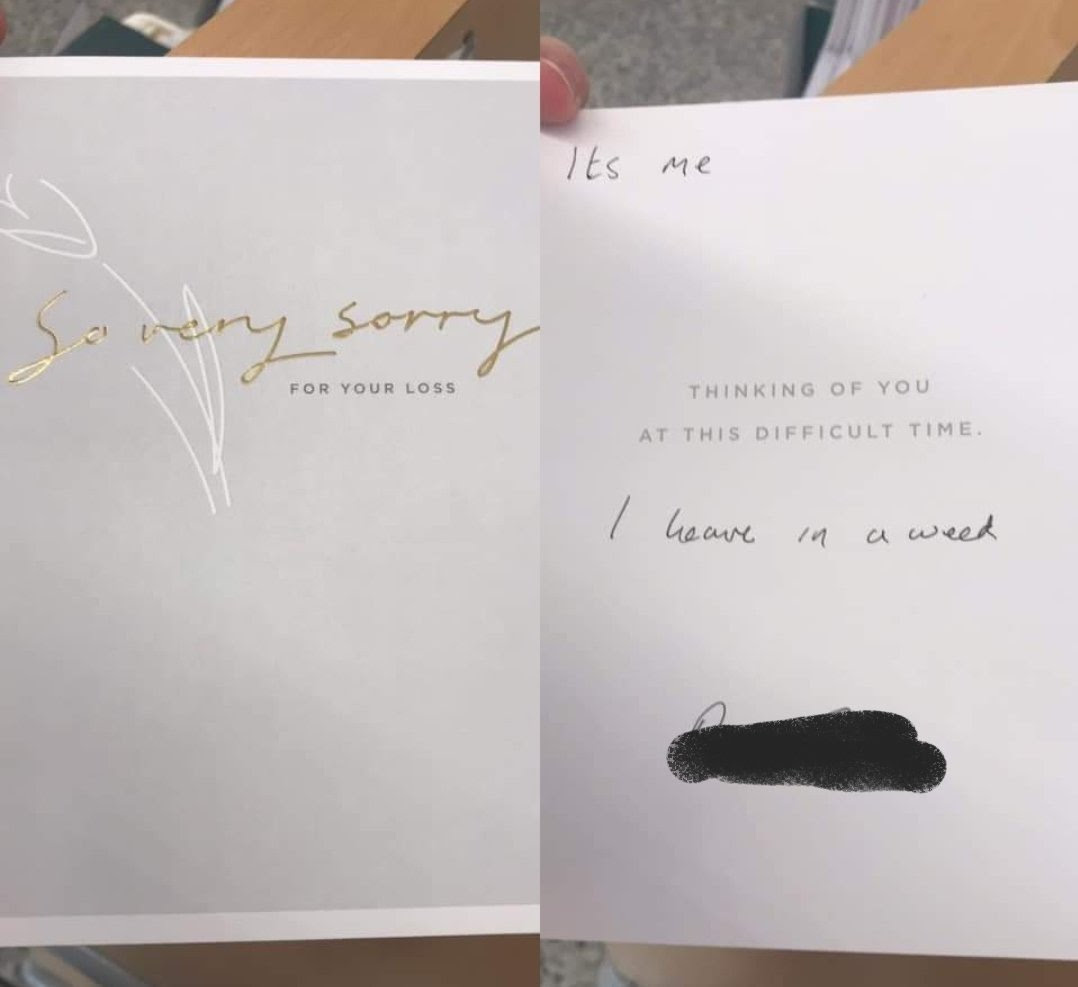 So very sorry
FOR YOUR LOSS
Its me
THINKING OF YOU
AT THIS DIFFICULT TIME.
I leave in a week